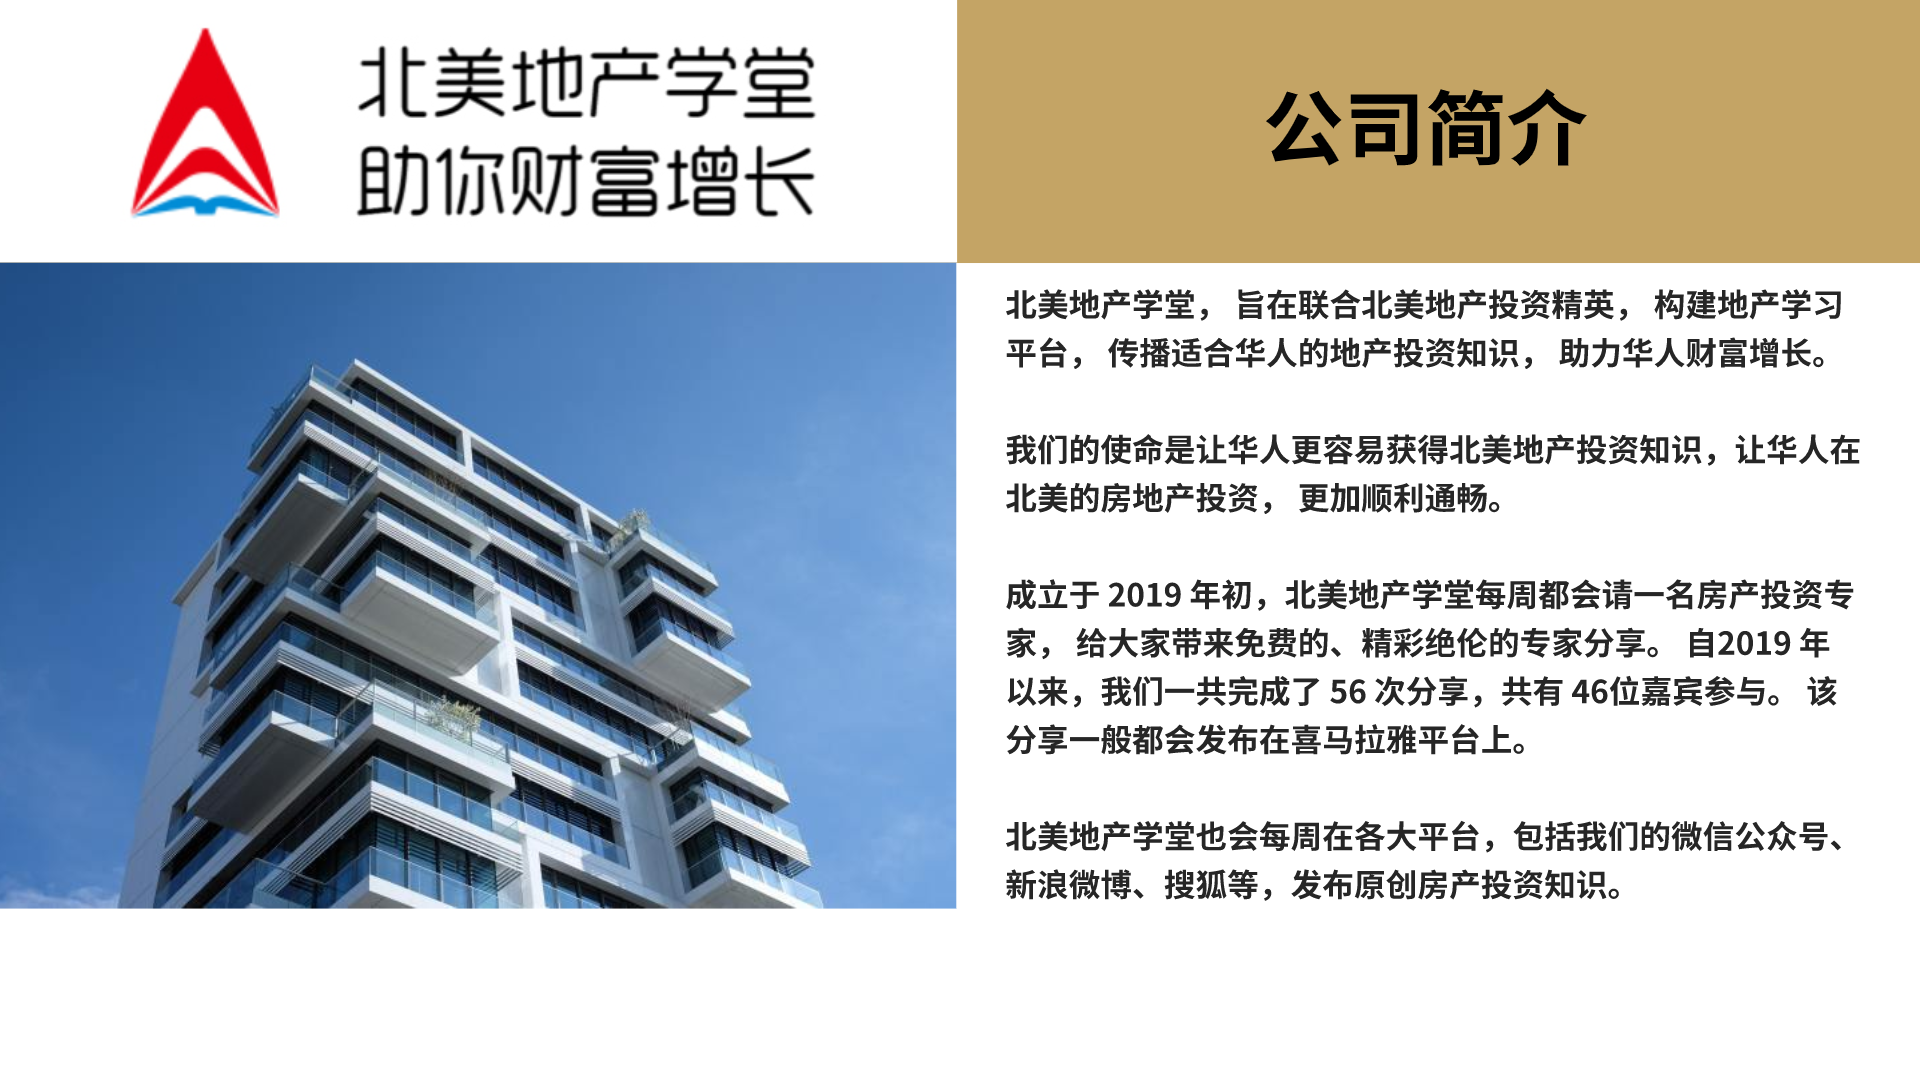 北美地产学堂
助你财富增长
公司简介
北美地产学堂， 旨在联合北美地产投资精英， 构建地产学习
平台， 传播适合华人的地产投资知识， 助力华人财富增长。
我们的使命是让华人更容易获得北美地产投资知识，让华人在
北美的房地产投资， 更加顺利通畅。
成立于 2019 年初，北美地产学堂每周都会请一名房产投资专
家， 给大家带来免费的、精彩绝伦的专家分享。 自2019 年
以来，我们一共完成了 56 次分享，共有 46位嘉宾参与。 该
分享一般都会发布在喜马拉雅平台上。
北美地产学堂也会每周在各大平台，包括我们的微信公众号、
新浪微博、搜狐等，发布原创房产投资知识。